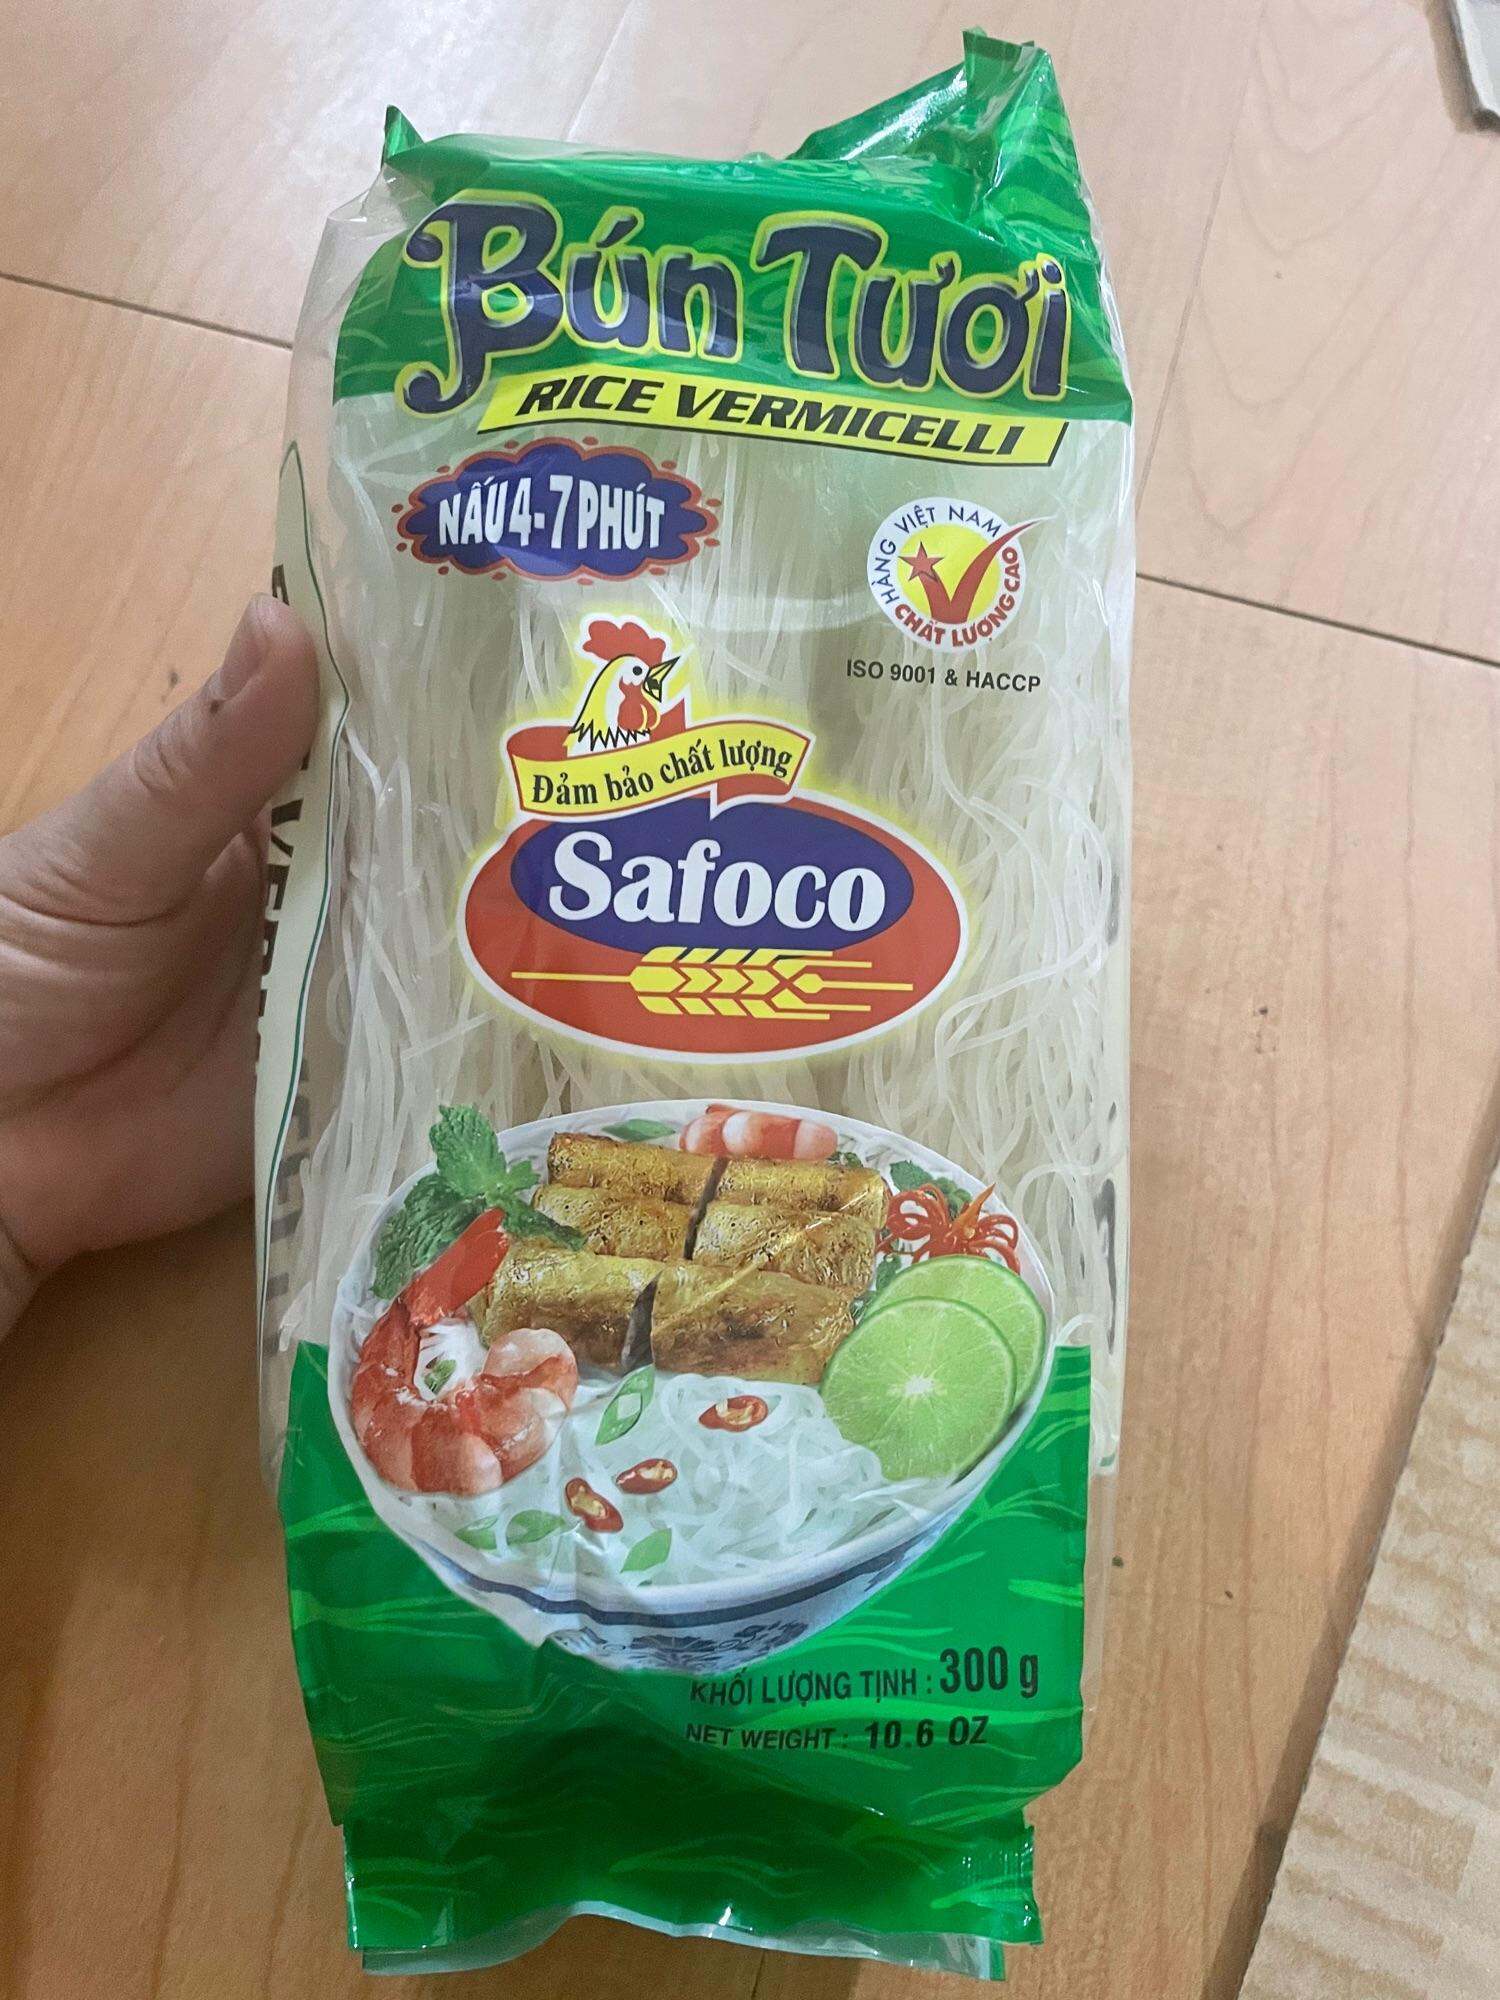 Bún Tươi
RICE VERMICELLI
NẤU 4-7 PHÚT
HÀNG VIỆT NAM
CHẤT LƯỢNG CAO
ISO 9001 & HACCP
Đảm bảo chất lượng
Safoco
KHỐI LƯỢNG TỊNH : 300 g
NET WEIGHT : 10.6 OZ